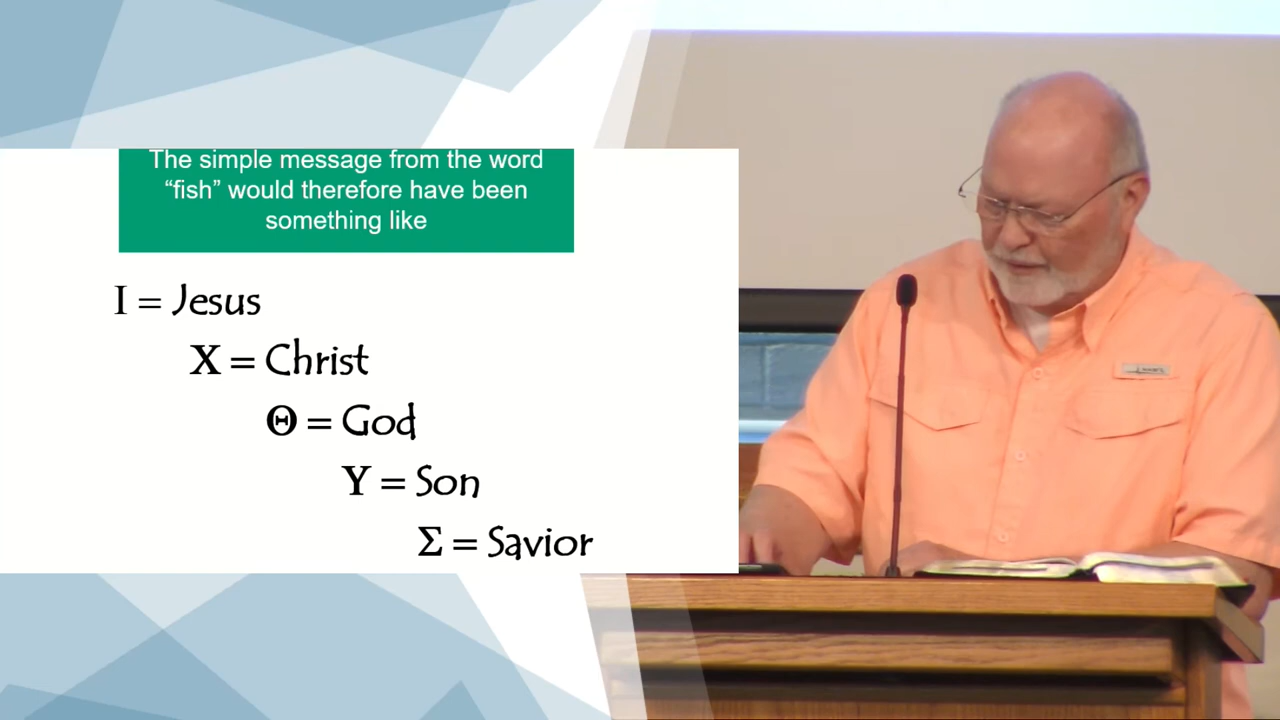 The simple message from the word
“fish” would therefore have been
something like
Ι = Jesus
Χ = Christ
Θ = God
Υ = Son
Σ = Savior